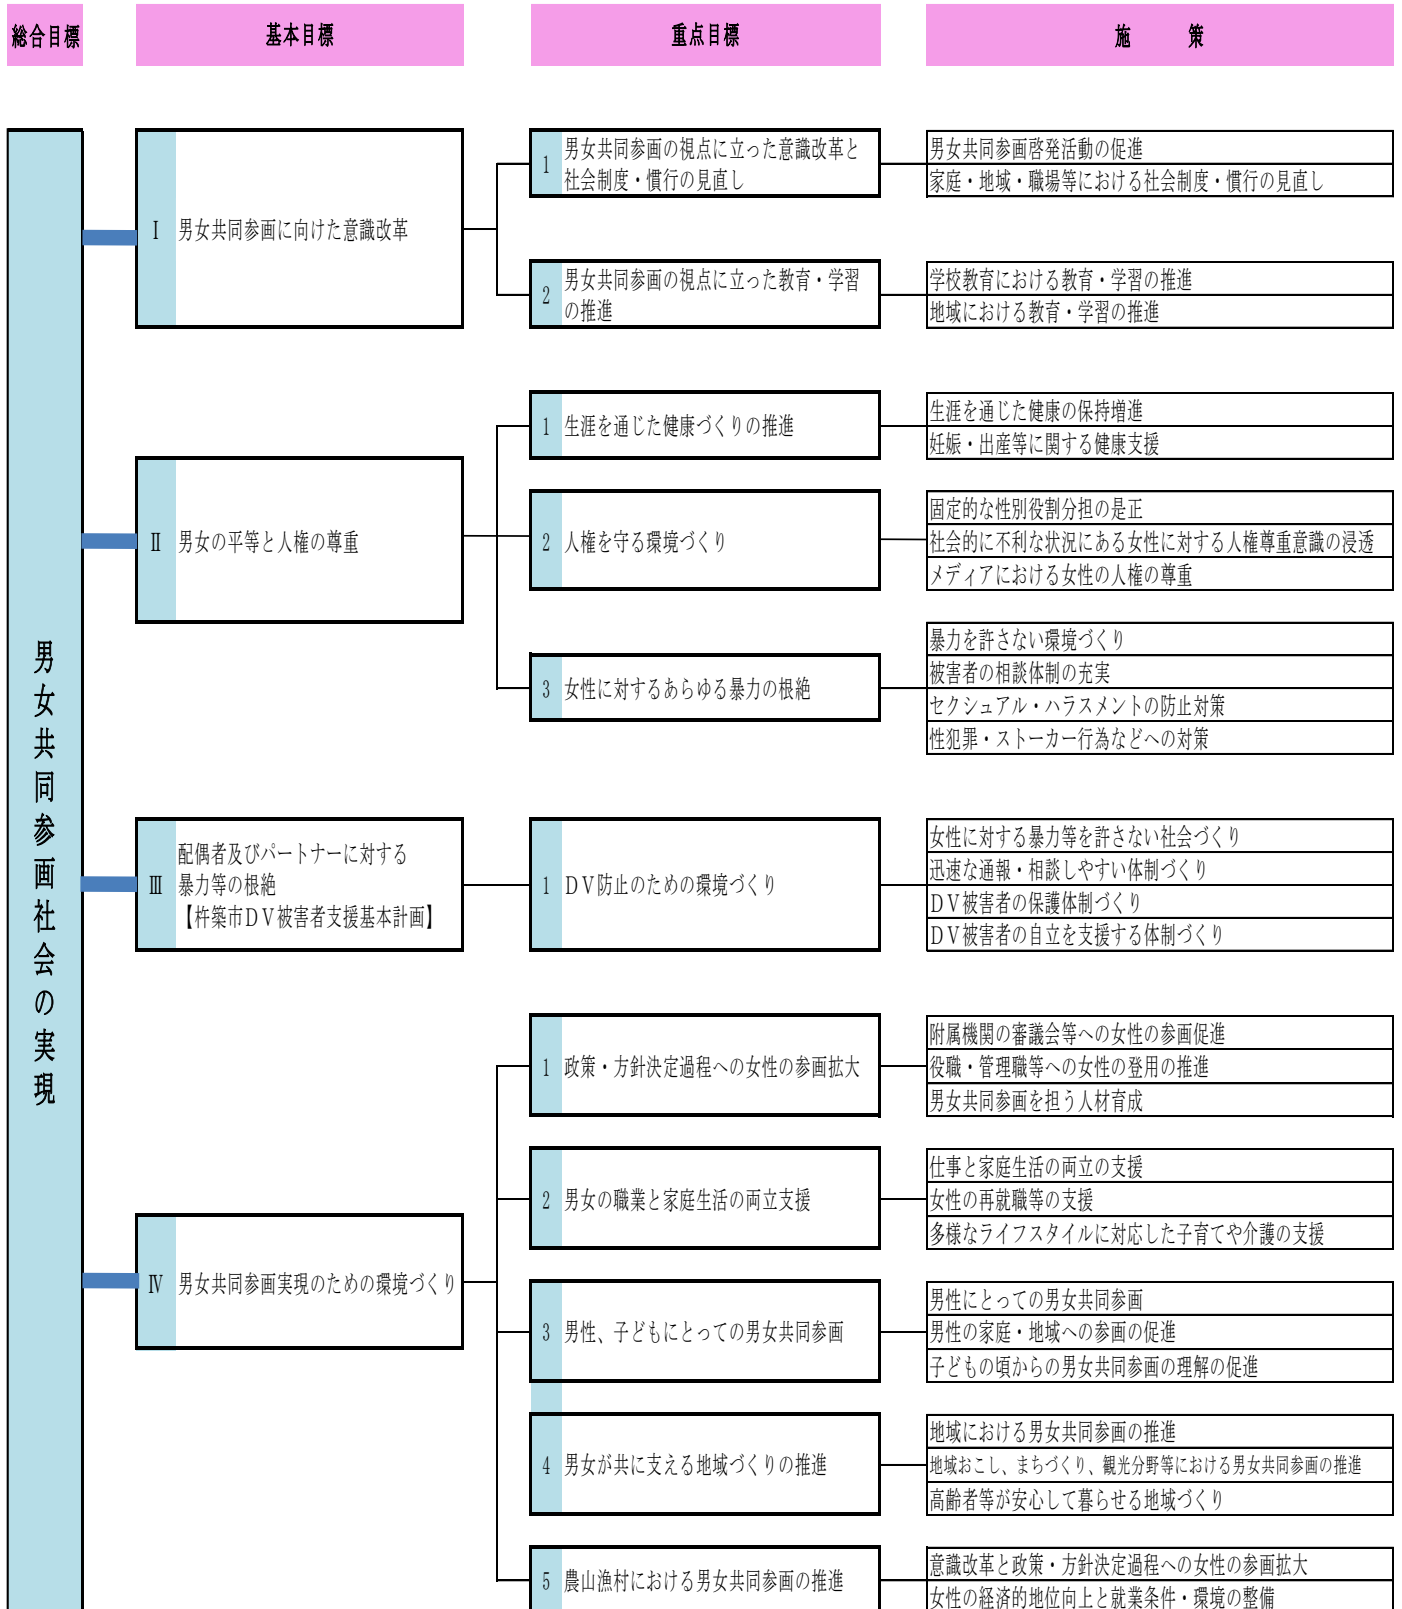 総合目標
基本目標
重点目標
施　策
男女共同参画社会の実現
Ⅰ 男女共同参画に向けた意識改革
1 男女共同参画の視点に立った意識改革と
社会制度・慣行の見直し
男女共同参画啓発活動の促進
家庭・地域・職場等における社会制度・慣行の見直し
2 男女共同参画の視点に立った教育・学習
の推進
学校教育における教育・学習の推進
地域における教育・学習の推進
Ⅱ 男女の平等と人権の尊重
1 生涯を通じた健康づくりの推進
生涯を通じた健康の保持増進
妊娠・出産等に関する健康支援
2 人権を守る環境づくり
固定的な性別役割分担の是正
社会的に不利な状況にある女性に対する人権尊重意識の浸透
メディアにおける女性の人権の尊重
3 女性に対するあらゆる暴力の根絶
暴力を許さない環境づくり
被害者の相談体制の充実
セクシュアル・ハラスメントの防止対策
性犯罪・ストーカー行為などへの対策
Ⅲ 配偶者及びパートナーに対する
暴力等の根絶
【杵築市ＤＶ被害者支援基本計画】
1 ＤＶ防止のための環境づくり
女性に対する暴力等を許さない社会づくり
迅速な通報・相談しやすい体制づくり
ＤＶ被害者の保護体制づくり
ＤＶ被害者の自立を支援する体制づくり
Ⅳ 男女共同参画実現のための環境づくり
1 政策・方針決定過程への女性の参画拡大
附属機関の審議会等への女性の参画促進
役職・管理職等への女性の登用の推進
男女共同参画を担う人材育成
2 男女の職業と家庭生活の両立支援
仕事と家庭生活の両立の支援
女性の再就職等の支援
多様なライフスタイルに対応した子育てや介護の支援
3 男性、子どもにとっての男女共同参画
男性にとっての男女共同参画
男性の家庭・地域への参画の促進
子どもの頃からの男女共同参画の理解の促進
4 男女が共に支える地域づくりの推進
地域における男女共同参画の推進
地域おこし、まちづくり、観光分野等における男女共同参画の推進
高齢者等が安心して暮らせる地域づくり
5 農山漁村における男女共同参画の推進
意識改革と政策・方針決定過程への女性の参画拡大
女性の経済的地位向上と就業条件・環境の整備